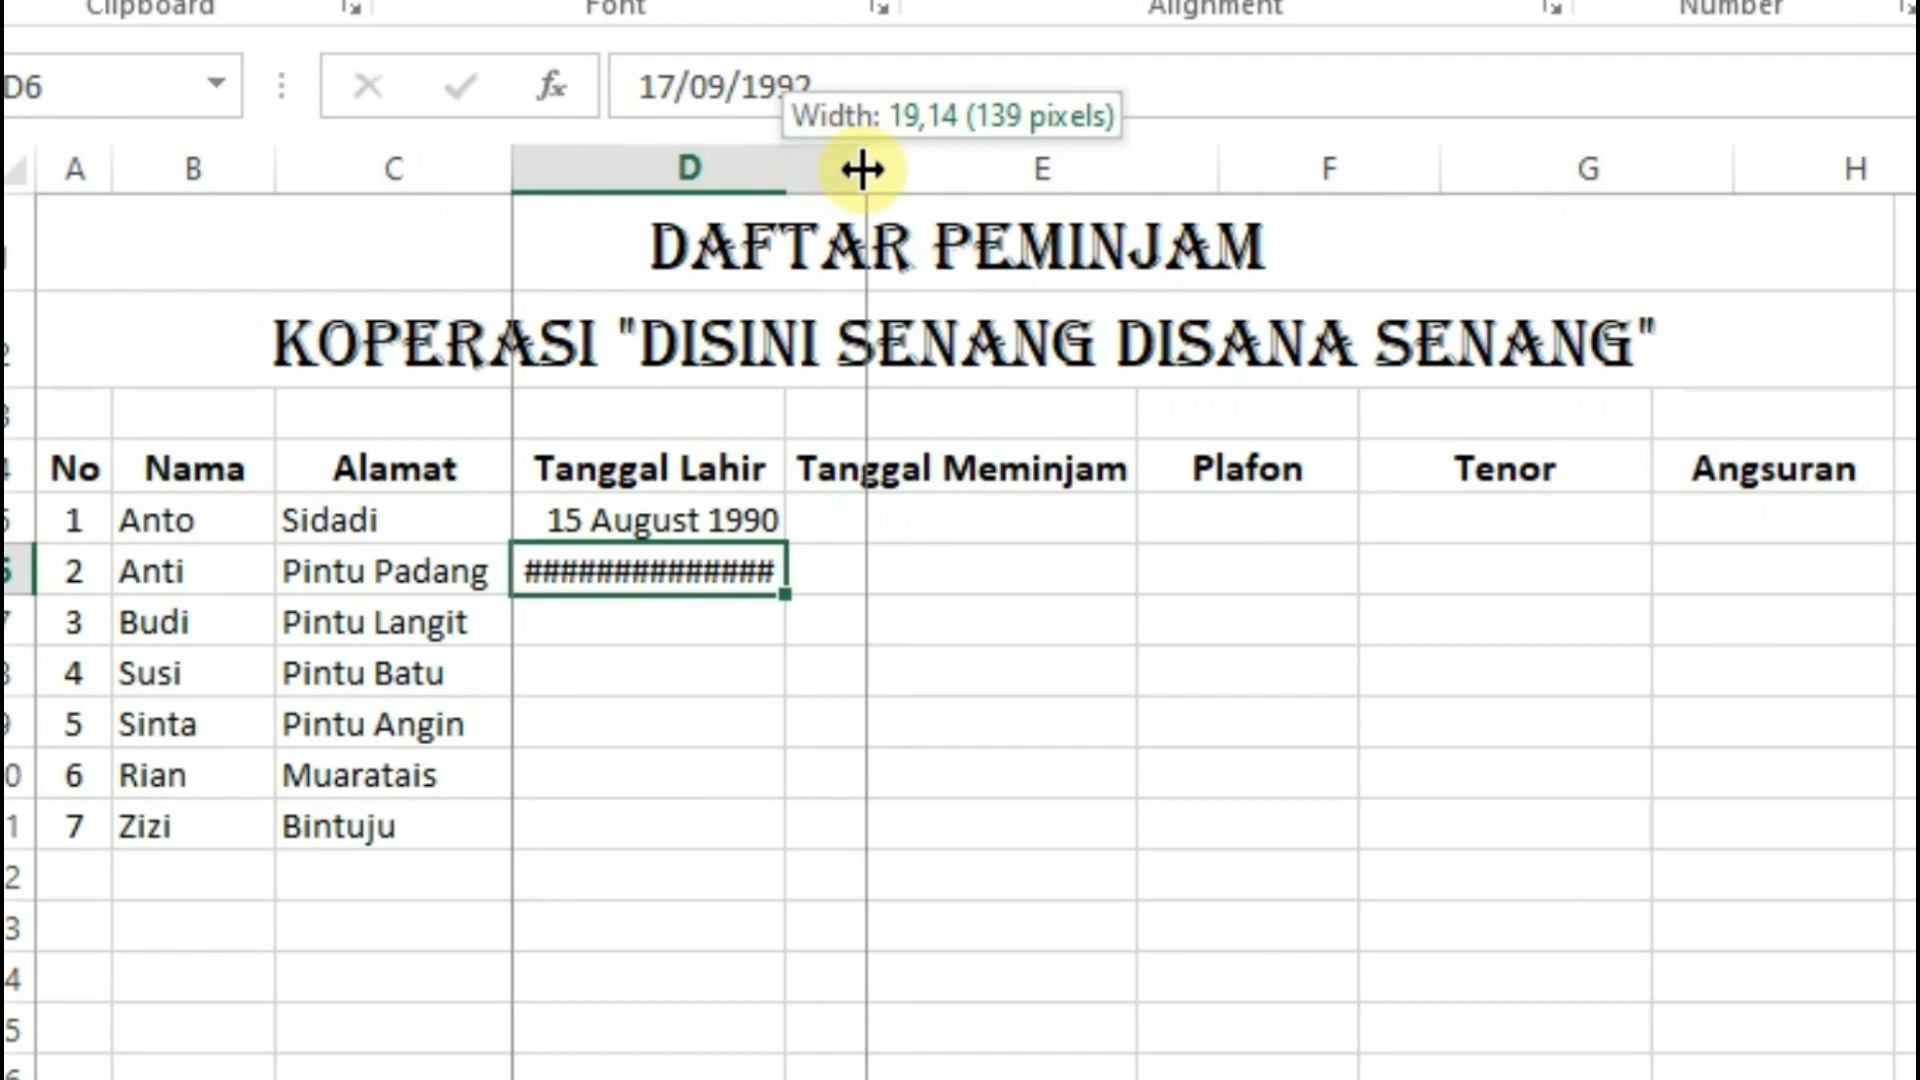 Clipboard Font Alignment Number
D6 fx 17/09/1992
Width: 19,14 (139 pixels)
A B C D E F G H
DAFTAR PEMINJAM
KOPERASI "DISINI SENANG DISANA SENANG"
No Nama Alamat Tanggal Lahir Tanggal Meminjam Plafon Tenor Angsuran
1 Anto Sidadi 15 August 1990
2 Anti Pintu Padang ##############
3 Budi Pintu Langit
4 Susi Pintu Batu
5 Sinta Pintu Angin
6 Rian Muaratais
7 Zizi Bintuju